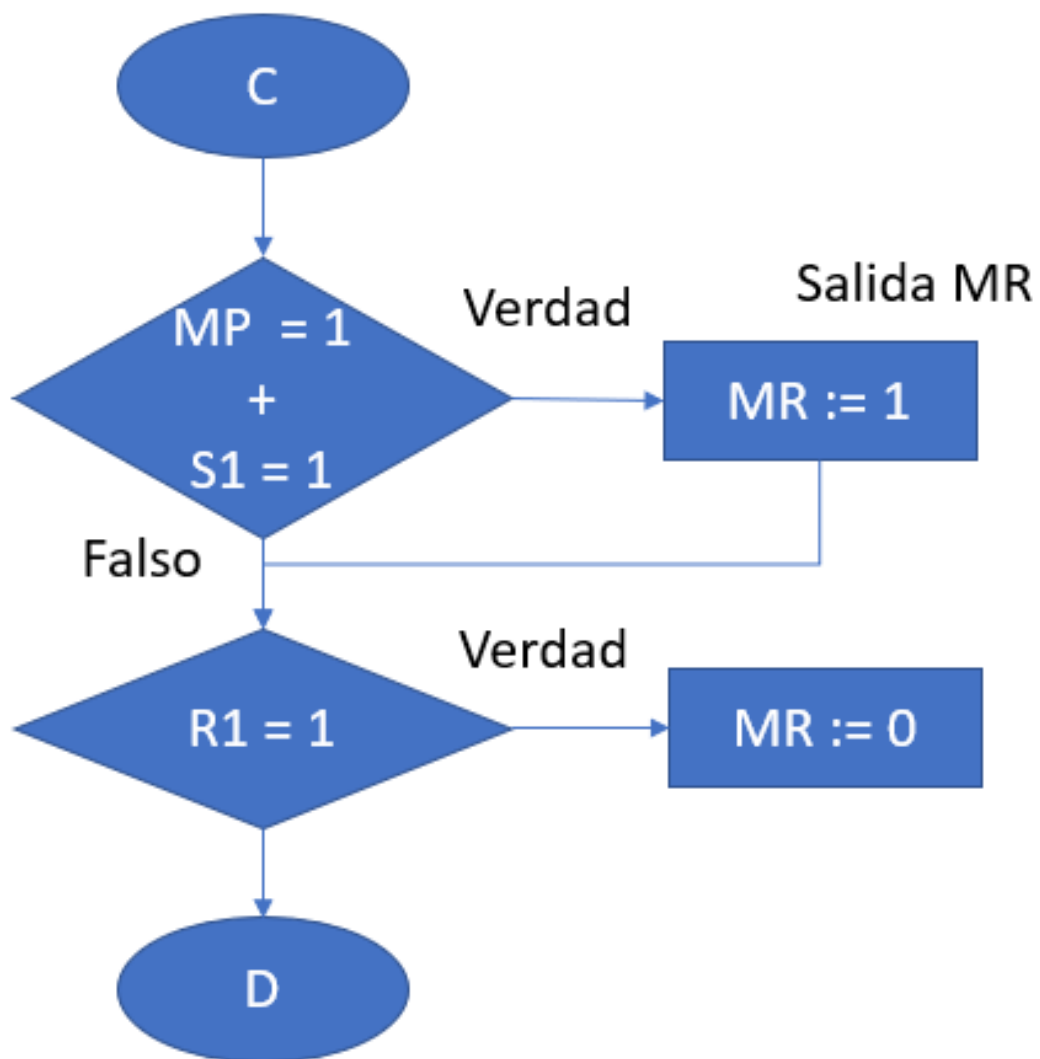 C
MP = 1
+
S1 = 1
Verdad
Salida MR
MR := 1
Falso
R1 = 1
Verdad
MR := 0
D